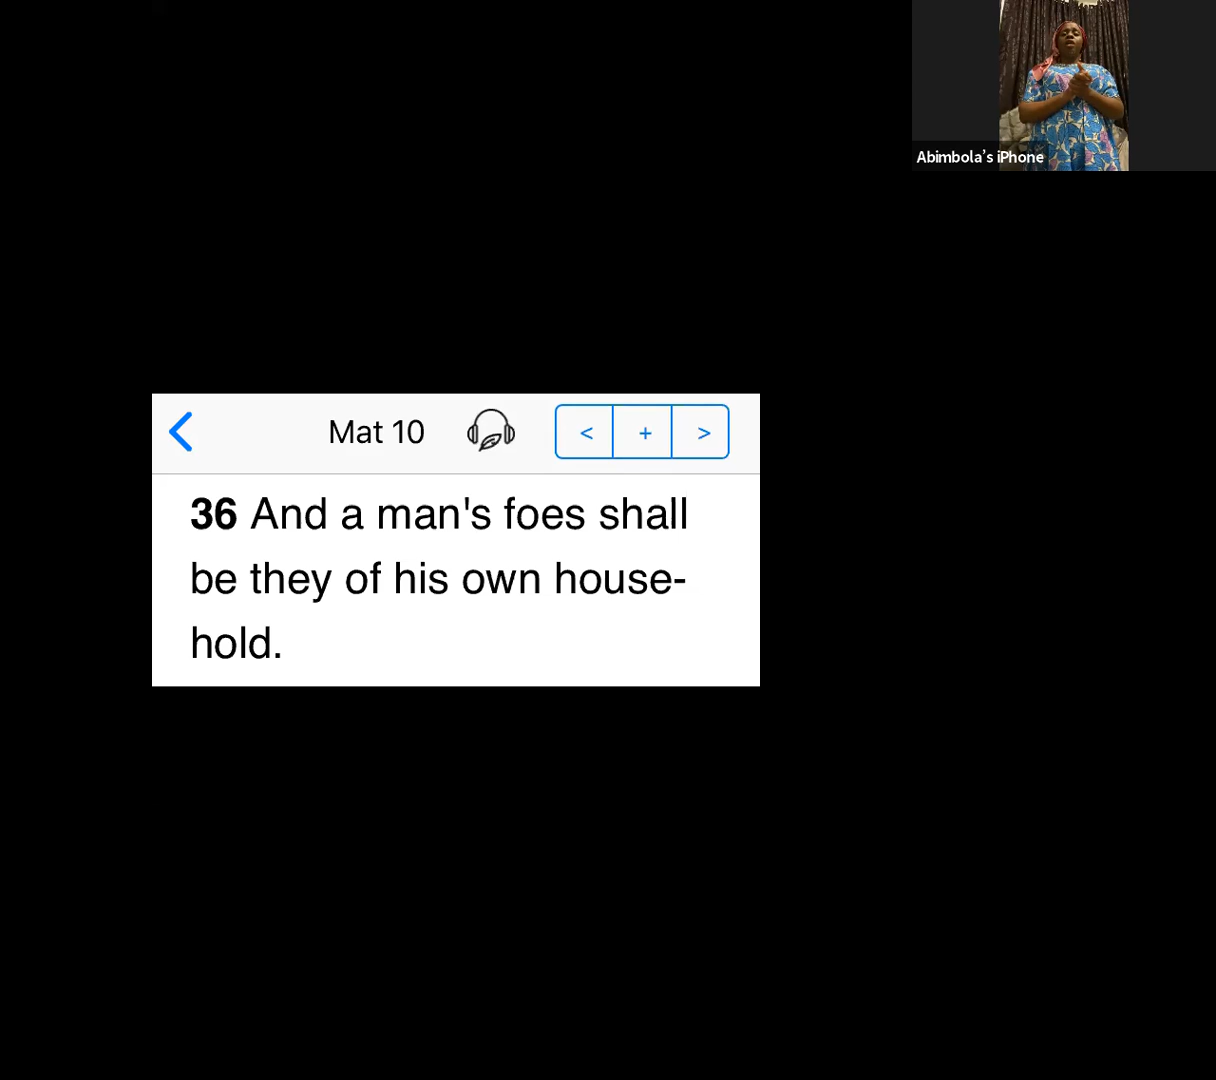 Abimbola’s iPhone
Mat 10
< + >
36 And a man's foes shall
be they of his own house-
hold.